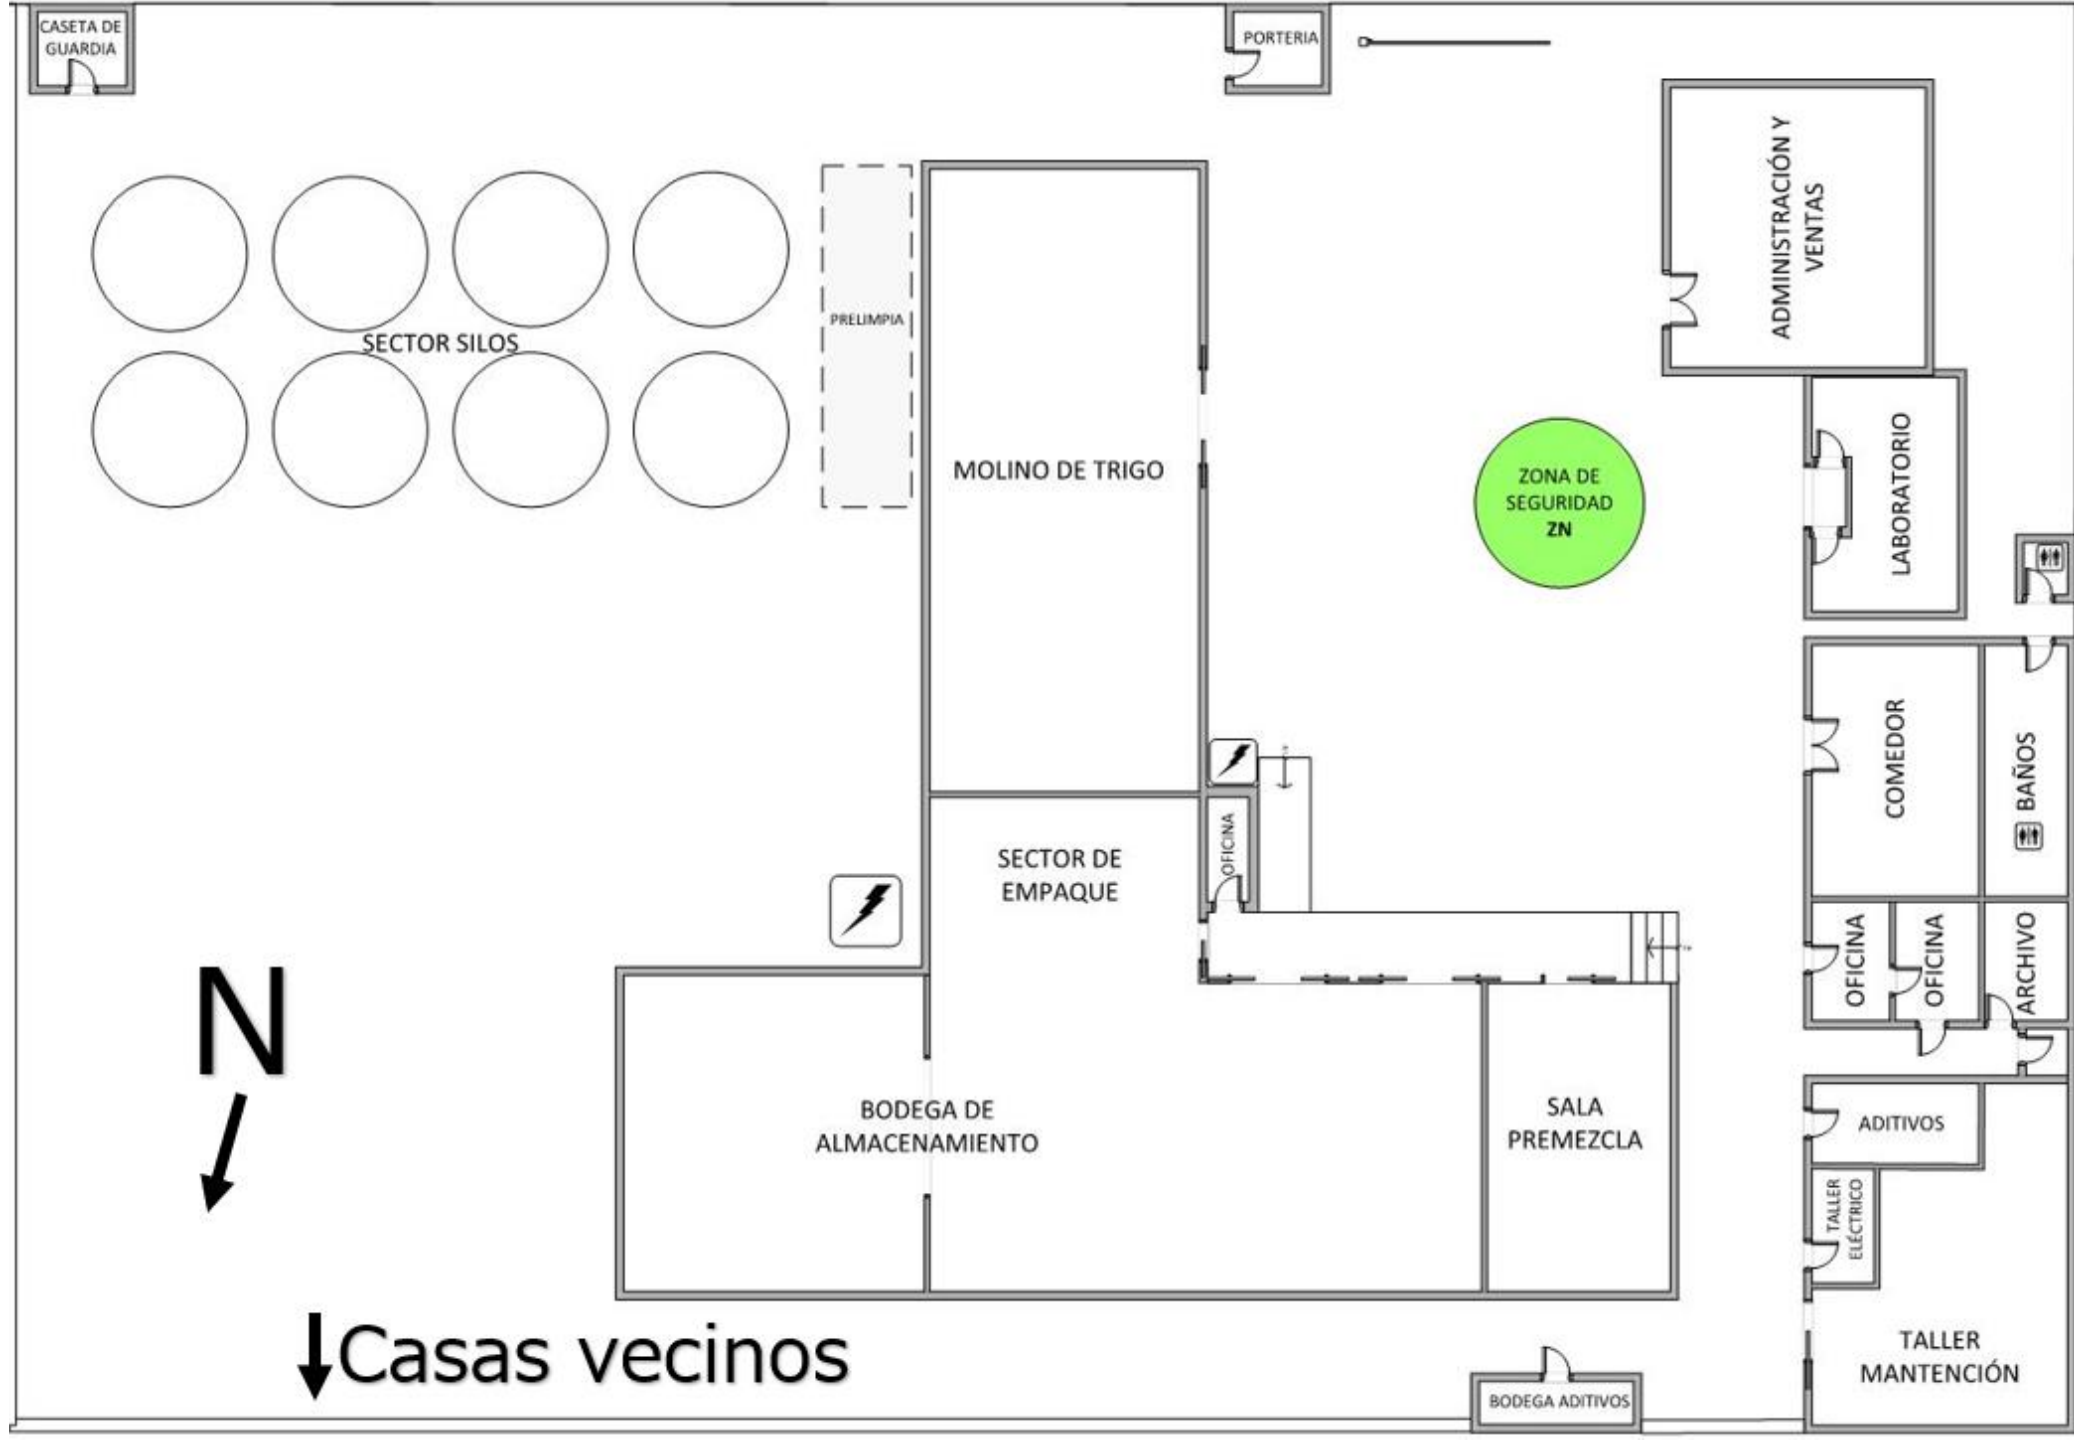 CASETA DE
GUARDIA
PORTERIA
ADMINISTRACIÓN Y
VENTAS
PRELIMPIA
SECTOR SILOS
MOLINO DE TRIGO
ZONA DE
SEGURIDAD
ZN
LABORATORIO
COMEDOR
BAÑOS
OFICINA
SECTOR DE
EMPAQUE
OFICINA
OFICINA
ARCHIVO
N
BODEGA DE
ALMACENAMIENTO
SALA
PREMEZCLA
ADITIVOS
TALLER
ELÉCTRICO
Casas vecinos
TALLER
MANTENCIÓN
BODEGA ADITIVOS